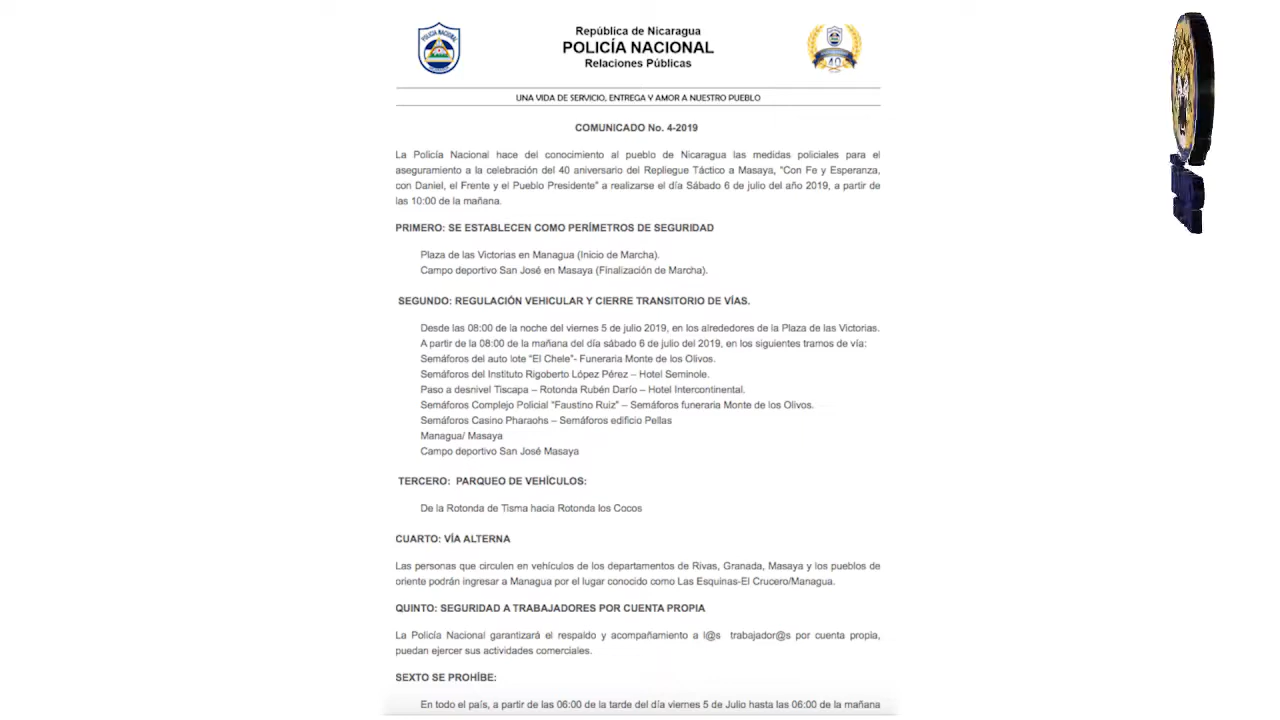 República de Nicaragua
POLICÍA NACIONAL
Relaciones Públicas
POLICÍA NACIONAL
40
UNA VIDA DE SERVICIO, ENTREGA Y AMOR A NUESTRO PUEBLO
COMUNICADO No. 4-2019
La Policía Nacional hace del conocimiento al pueblo de Nicaragua las medidas policiales para el
aseguramiento a la celebración del 40 aniversario del Repliegue Táctico a Masaya, "Con Fe y Esperanza,
con Daniel, el Frente y el Pueblo Presidente" a realizarse el día Sábado 6 de julio del año 2019, a partir de
las 10:00 de la mañana.
PRIMERO: SE ESTABLECEN COMO PERÍMETROS DE SEGURIDAD
Plaza de las Victorias en Managua (Inicio de Marcha).
Campo deportivo San José en Masaya (Finalización de Marcha).
SEGUNDO: REGULACIÓN VEHICULAR Y CIERRE TRANSITORIO DE VÍAS.
Desde las 08:00 de la noche del viernes 5 de julio 2019, en los alrededores de la Plaza de las Victorias.
A partir de la 08:00 de la mañana del día sábado 6 de julio del 2019, en los siguientes tramos de vía:
Semáforos del auto lote "El Chele"- Funeraria Monte de los Olivos.
Semáforos del Instituto Rigoberto López Pérez – Hotel Seminole.
Paso a desnivel Tiscapa – Rotonda Rubén Darío – Hotel Intercontinental.
Semáforos Complejo Policial "Faustino Ruiz" – Semáforos funeraria Monte de los Olivos.
Semáforos Casino Pharaohs – Semáforos edificio Pellas
Managua/ Masaya
Campo deportivo San José Masaya
TERCERO: PARQUEO DE VEHÍCULOS:
De la Rotonda de Tisma hacia Rotonda los Cocos
CUARTO: VÍA ALTERNA
Las personas que circulen en vehículos de los departamentos de Rivas, Granada, Masaya y los pueblos de
oriente podrán ingresar a Managua por el lugar conocido como Las Esquinas-El Crucero/Managua.
QUINTO: SEGURIDAD A TRABAJADORES POR CUENTA PROPIA
La Policía Nacional garantizará el respaldo y acompañamiento a l@s trabajador@s por cuenta propia,
puedan ejercer sus actividades comerciales.
SEXTO SE PROHÍBE:
En todo el país, a partir de las 06:00 de la tarde del día viernes 5 de Julio hasta las 06:00 de la mañana